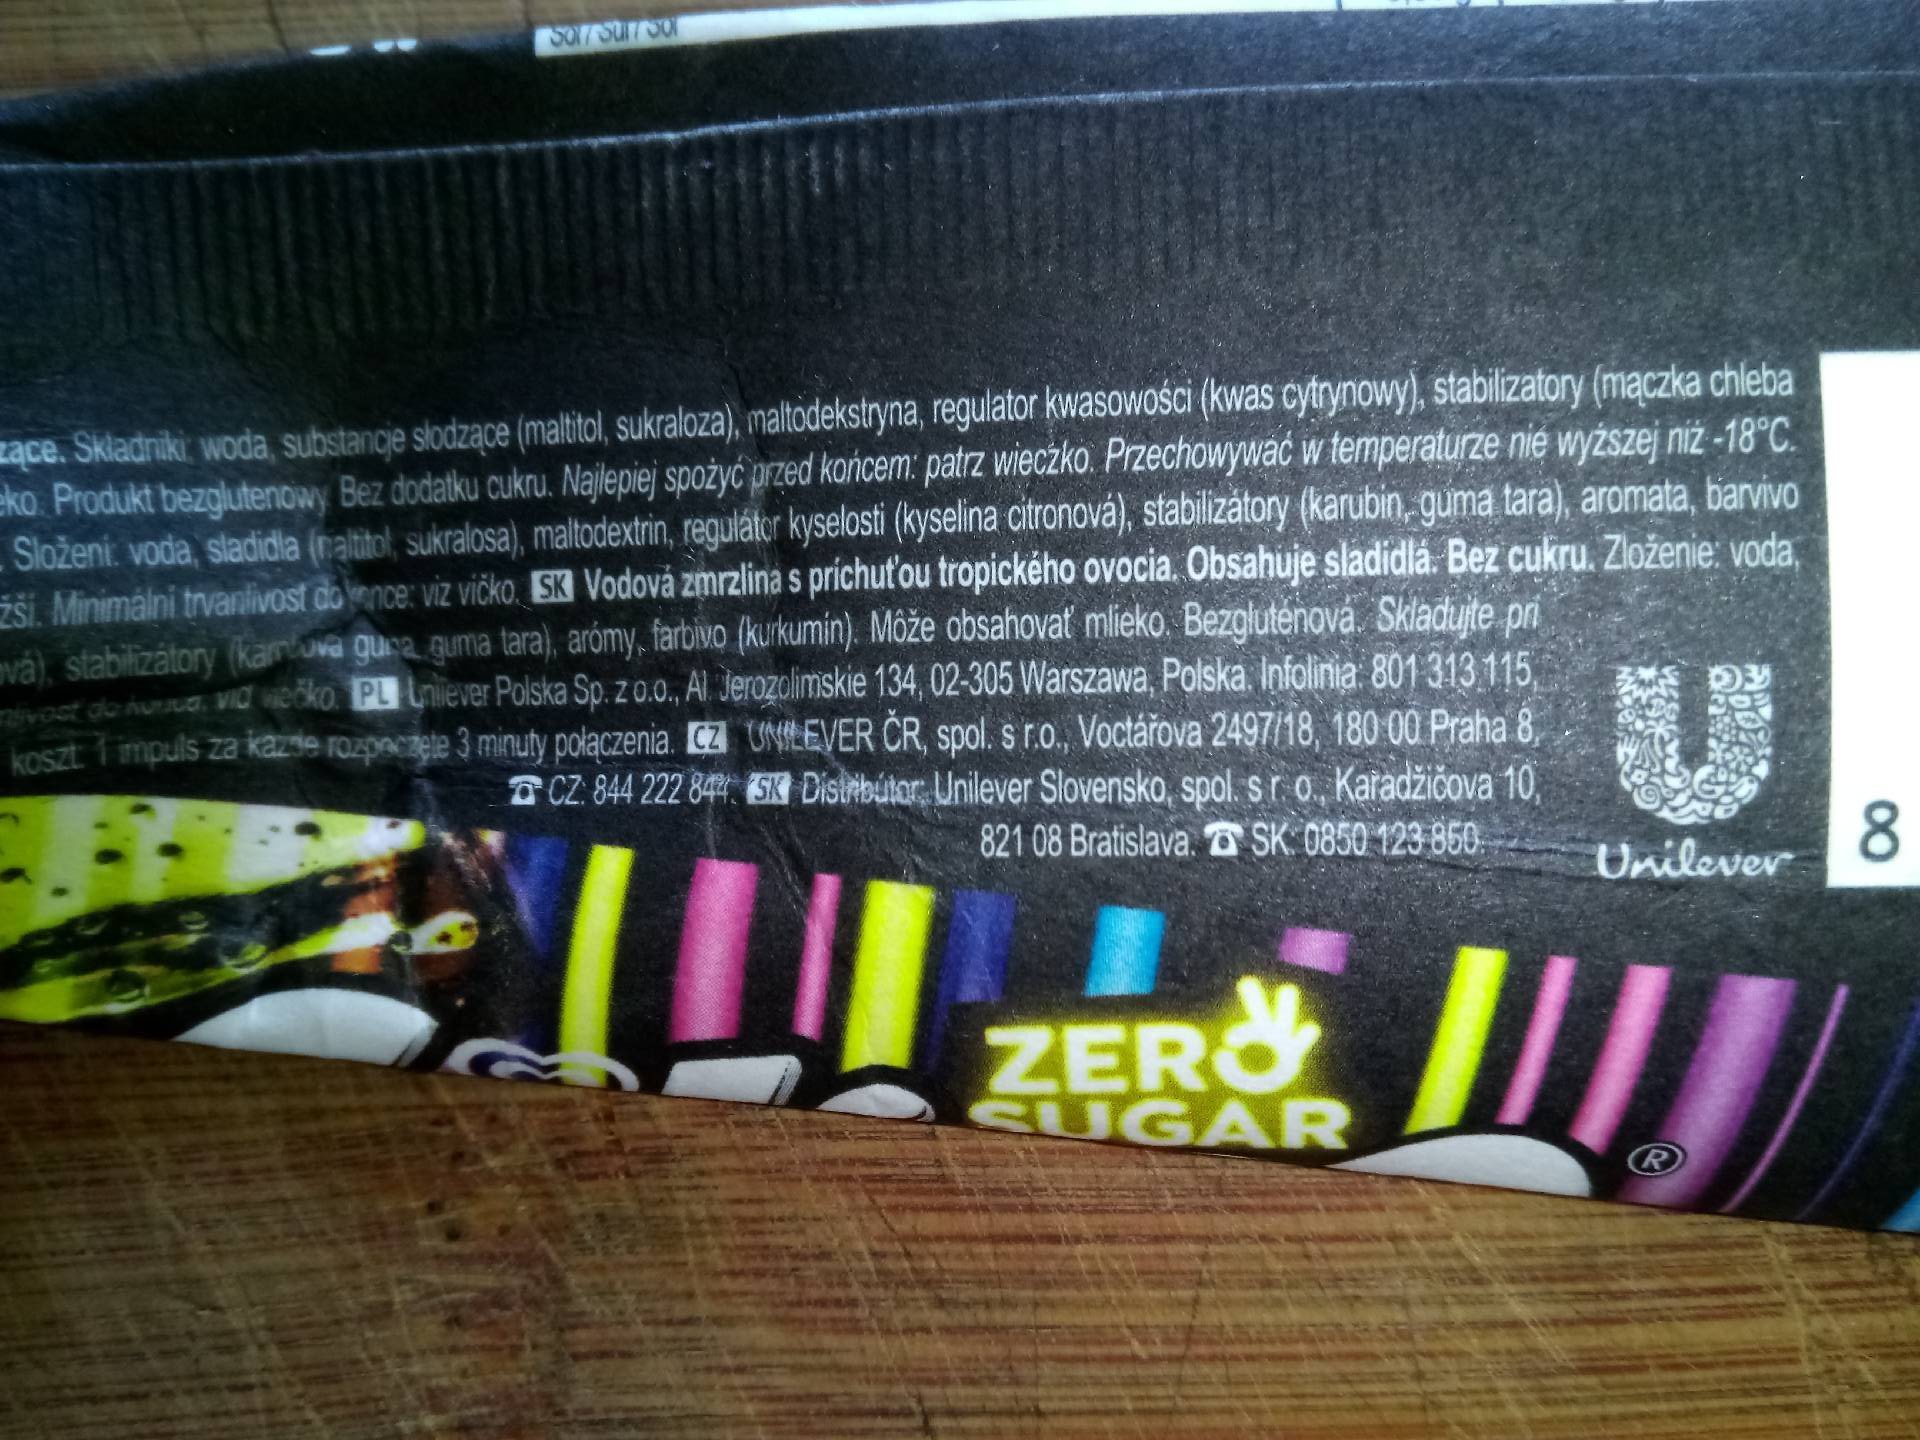 Sol / Sůl / Soľ
zące. Składniki: woda, substancje słodzące (maltitol, sukraloza), maltodekstryna, regulator kwasowości (kwas cytrynowy), stabilizatory (mączka chleba
eko. Produkt bezglutenowy. Bez dodatku cukru. Najlepiej spożyć przed końcem: patrz wieczko. Przechowywać w temperaturze nie wyższej niż -18°C.
. Složení: voda, sladidla (maltitol, sukralosa), maltodextrin, regulátor kyselosti (kyselina citronová), stabilizátory (karubin, guma tara), aromata, barvivo
žší. Minimální trvanlivost do konce: viz víčko. SK Vodová zmrzlina s príchuťou tropického ovocia. Obsahuje sladidlá. Bez cukru. Zloženie: voda,
ová), stabilizátory (karobová guma, guma tara), arómy, farbivo (kurkumín). Môže obsahovať mlieko. Bezgluténová. Skladujte pri
nlivosť do konca: viď viečko. PL Unilever Polska Sp. z o.o., Al. Jerozolimskie 134, 02-305 Warszawa, Polska. Infolinia: 801 313 115,
koszt 1 impuls za każde rozpoczęte 3 minuty połączenia. CZ UNILEVER ČR, spol. s r.o., Voctářova 2497/18, 180 00 Praha 8,
☎ CZ: 844 222 844. SK Distribútor: Unilever Slovensko, spol. s r. o., Karadžičova 10,
821 08 Bratislava. ☎ SK: 0850 123 850.
Unilever
8
ZERO
SUGAR
®